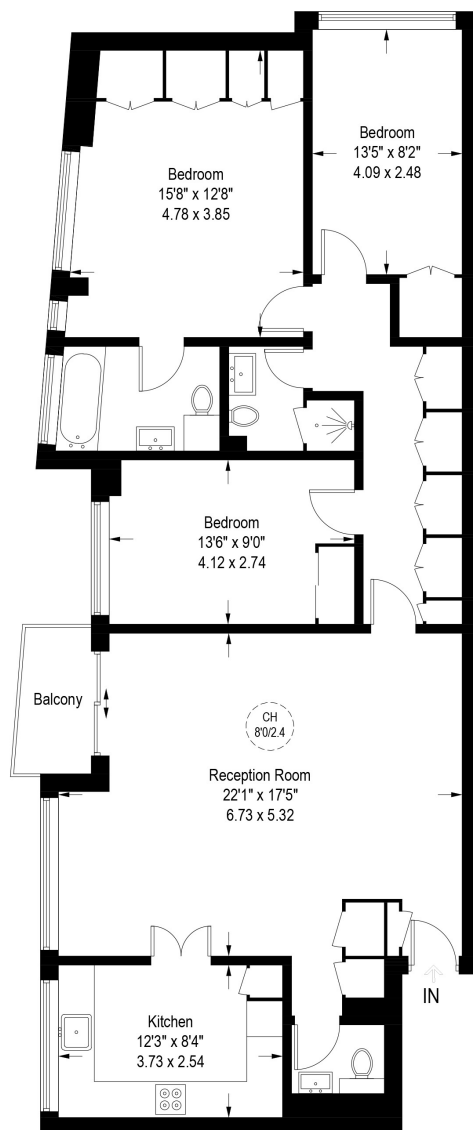 Bedroom
13'5" x 8'2"
4.09 x 2.48
Bedroom
15'8" x 12'8"
4.78 x 3.85
Bedroom
13'6" x 9'0"
4.12 x 2.74
Balcony
CH
8'0/2.4
Reception Room
22'1" x 17'5"
6.73 x 5.32
IN
Kitchen
12'3" x 8'4"
3.73 x 2.54